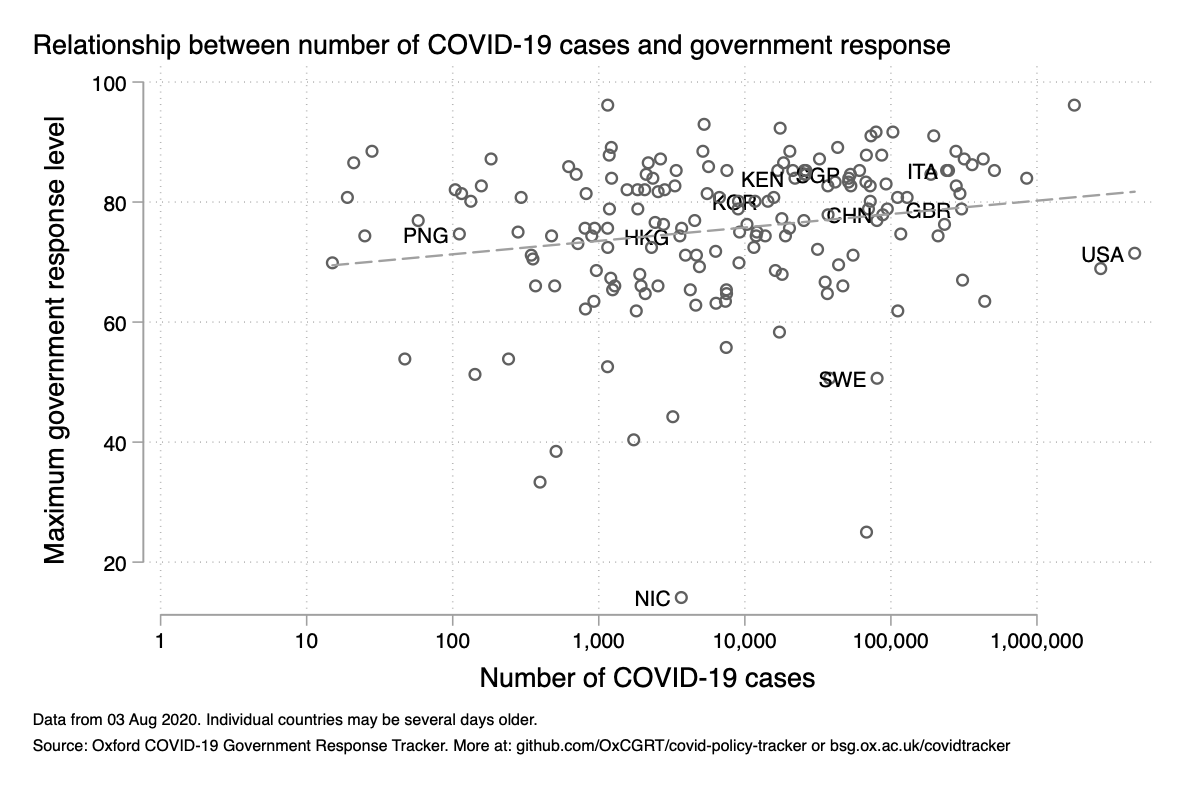 Relationship between number of COVID-19 cases and government response
Maximum government response level
100
80
60
40
20
KEN
SGP
ITA
KOR
CHN
GBR
PNG
HKG
USA
SWE
NIC
1
10
100
1,000
10,000
100,000
1,000,000
Number of COVID-19 cases
Data from 03 Aug 2020. Individual countries may be several days older.
Source: Oxford COVID-19 Government Response Tracker. More at: github.com/OxCGRT/covid-policy-tracker or bsg.ox.ac.uk/covidtracker